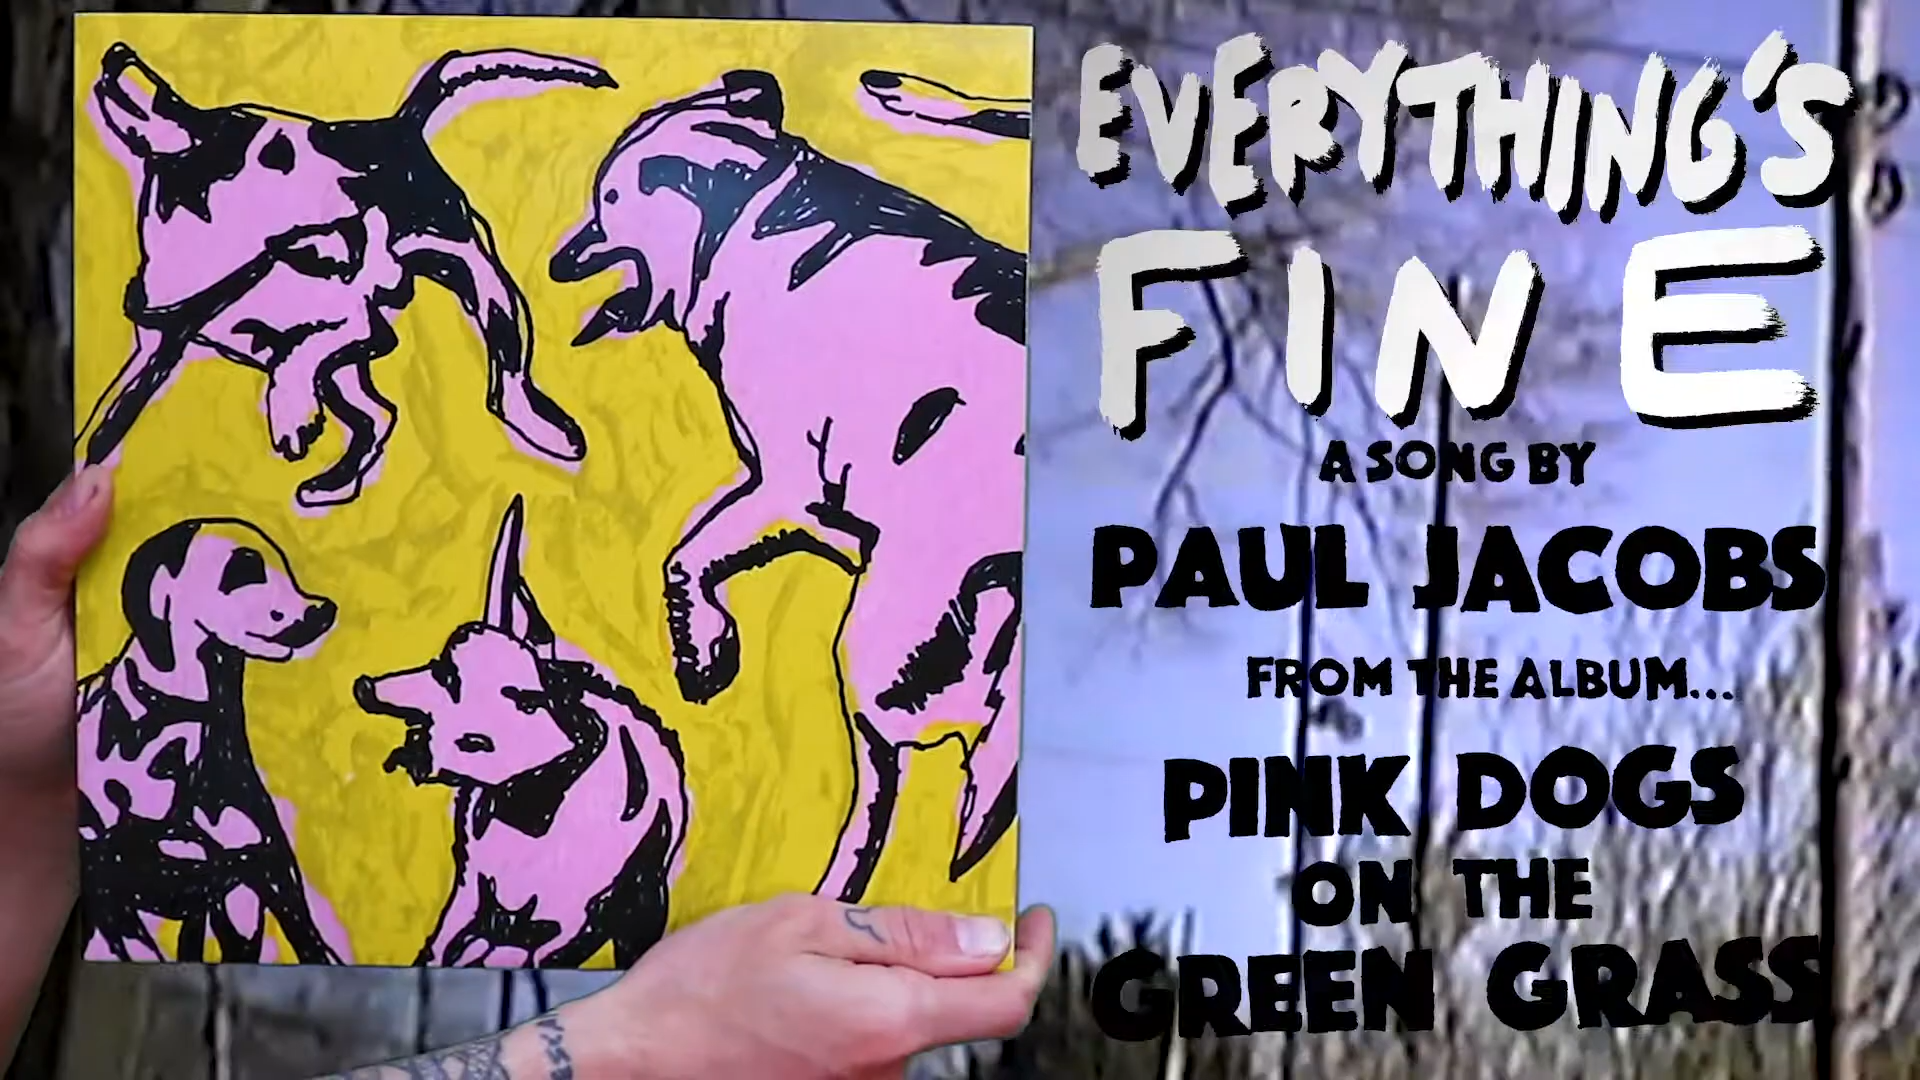 EVERYTHING'S
FINE
A SONG BY
PAUL JACOBS
FROM THE ALBUM...
PINK DOGS
ON THE
GREEN GRASS